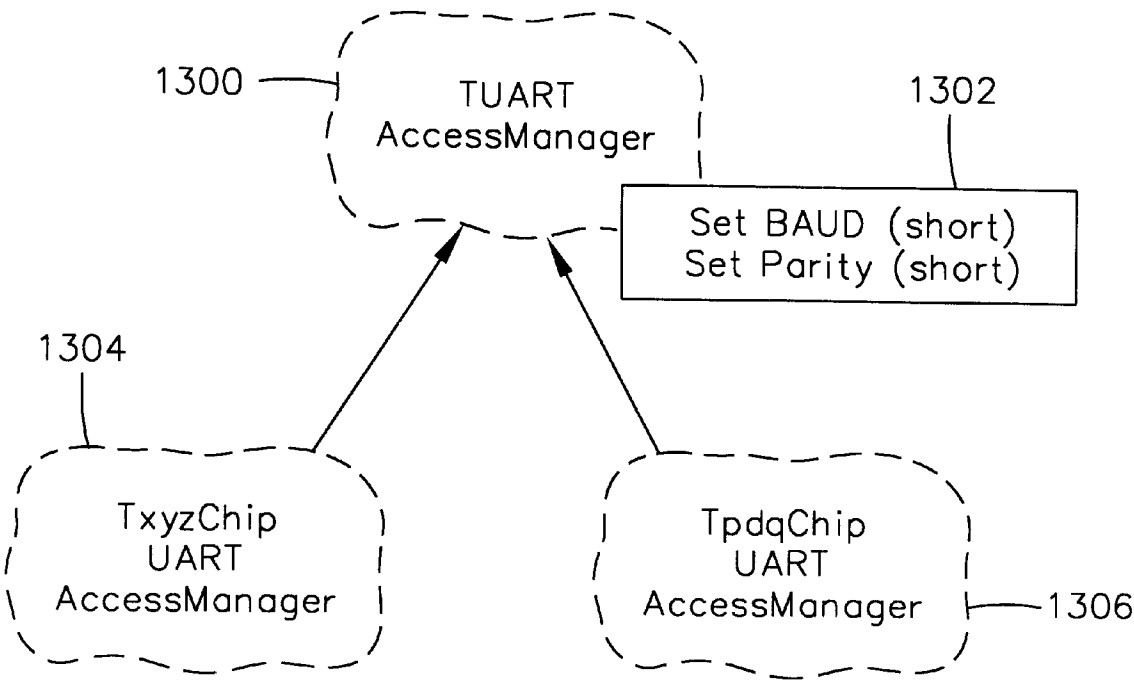 1300
TUART
AccessManager
1302
Set BAUD (short)
Set Parity (short)
1304
TxyzChip
UART
AccessManager
TpdqChip
UART
AccessManager
1306